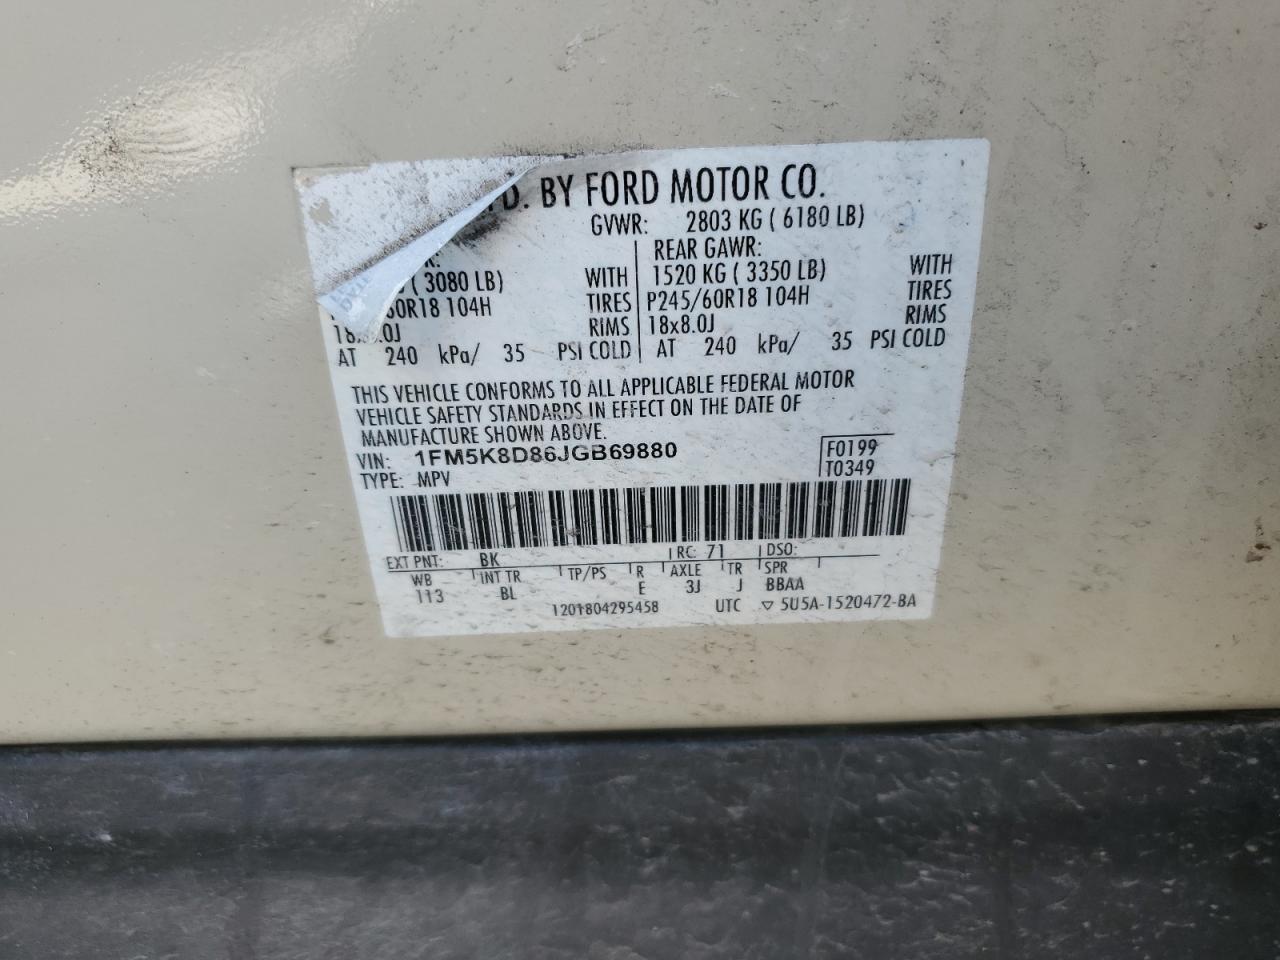 BY FORD MOTOR CO.
GVWR: 2803 KG ( 6180 LB)
REAR GAWR:
( 3080 LB) WITH 1520 KG ( 3350 LB) WITH
60R18 104H TIRES P245/60R18 104H TIRES
RIMS 18x8.0J RIMS
AT 240 kPa/ 35 PSI COLD AT 240 kPa/ 35 PSI COLD
THIS VEHICLE CONFORMS TO ALL APPLICABLE FEDERAL MOTOR
VEHICLE SAFETY STANDARDS IN EFFECT ON THE DATE OF
MANUFACTURE SHOWN ABOVE.
VIN: 1FM5K8D86JGB69880 F0199
TYPE: MPV T0349
EXT PNT: BK RC: 71 DSO:
WB INT TR TP/PS R AXLE TR SPR
113 BL E 3J J BBAA
1201804295458 UTC ▽ 5U5A-1520472-BA